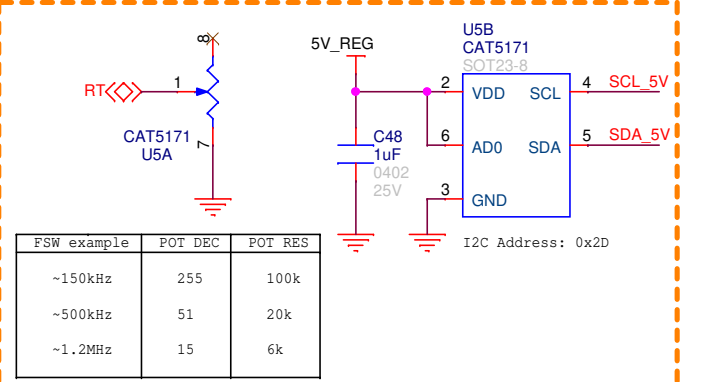 RT
1
8
7
CAT5171
U5A
5V_REG
C48
1uF
0402
25V
U5B
CAT5171
SOT23-8
2 VDD SCL 4 SCL_5V
6 AD0 SDA 5 SDA_5V
3 GND
I2C Address: 0x2D
FSW example POT DEC POT RES
~150kHz 255 100k
~500kHz 51 20k
~1.2MHz 15 6k